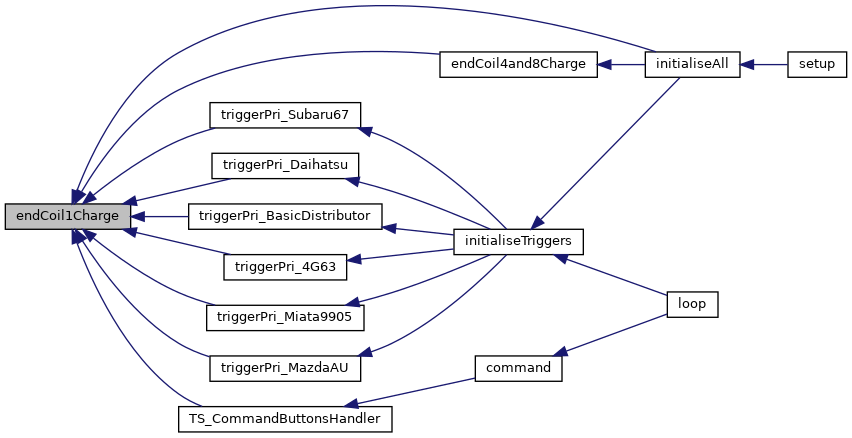 endCoil4and8Charge
initialiseAll
setup
triggerPri_Subaru67
triggerPri_Daihatsu
endCoil1Charge
triggerPri_BasicDistributor
initialiseTriggers
triggerPri_4G63
loop
triggerPri_Miata9905
triggerPri_MazdaAU
command
TS_CommandButtonsHandler